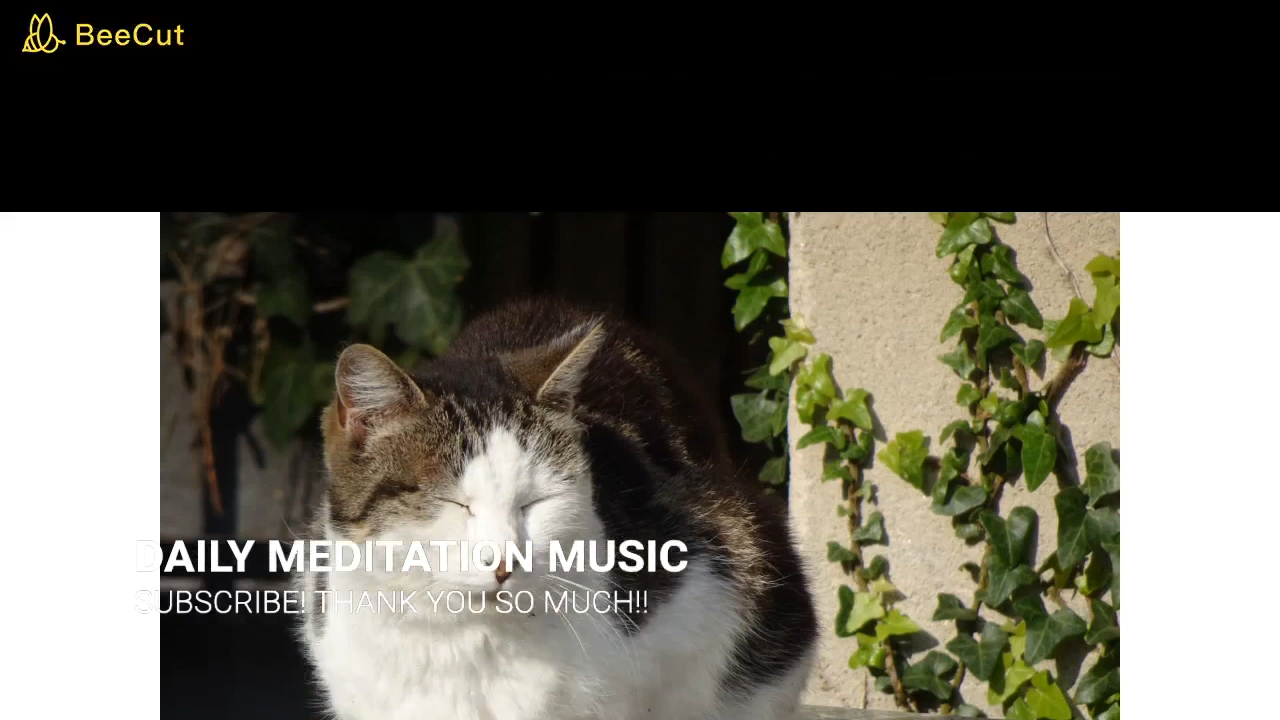 BeeCut
DAILY MEDITATION MUSIC
SUBSCRIBE! THANK YOU SO MUCH!!